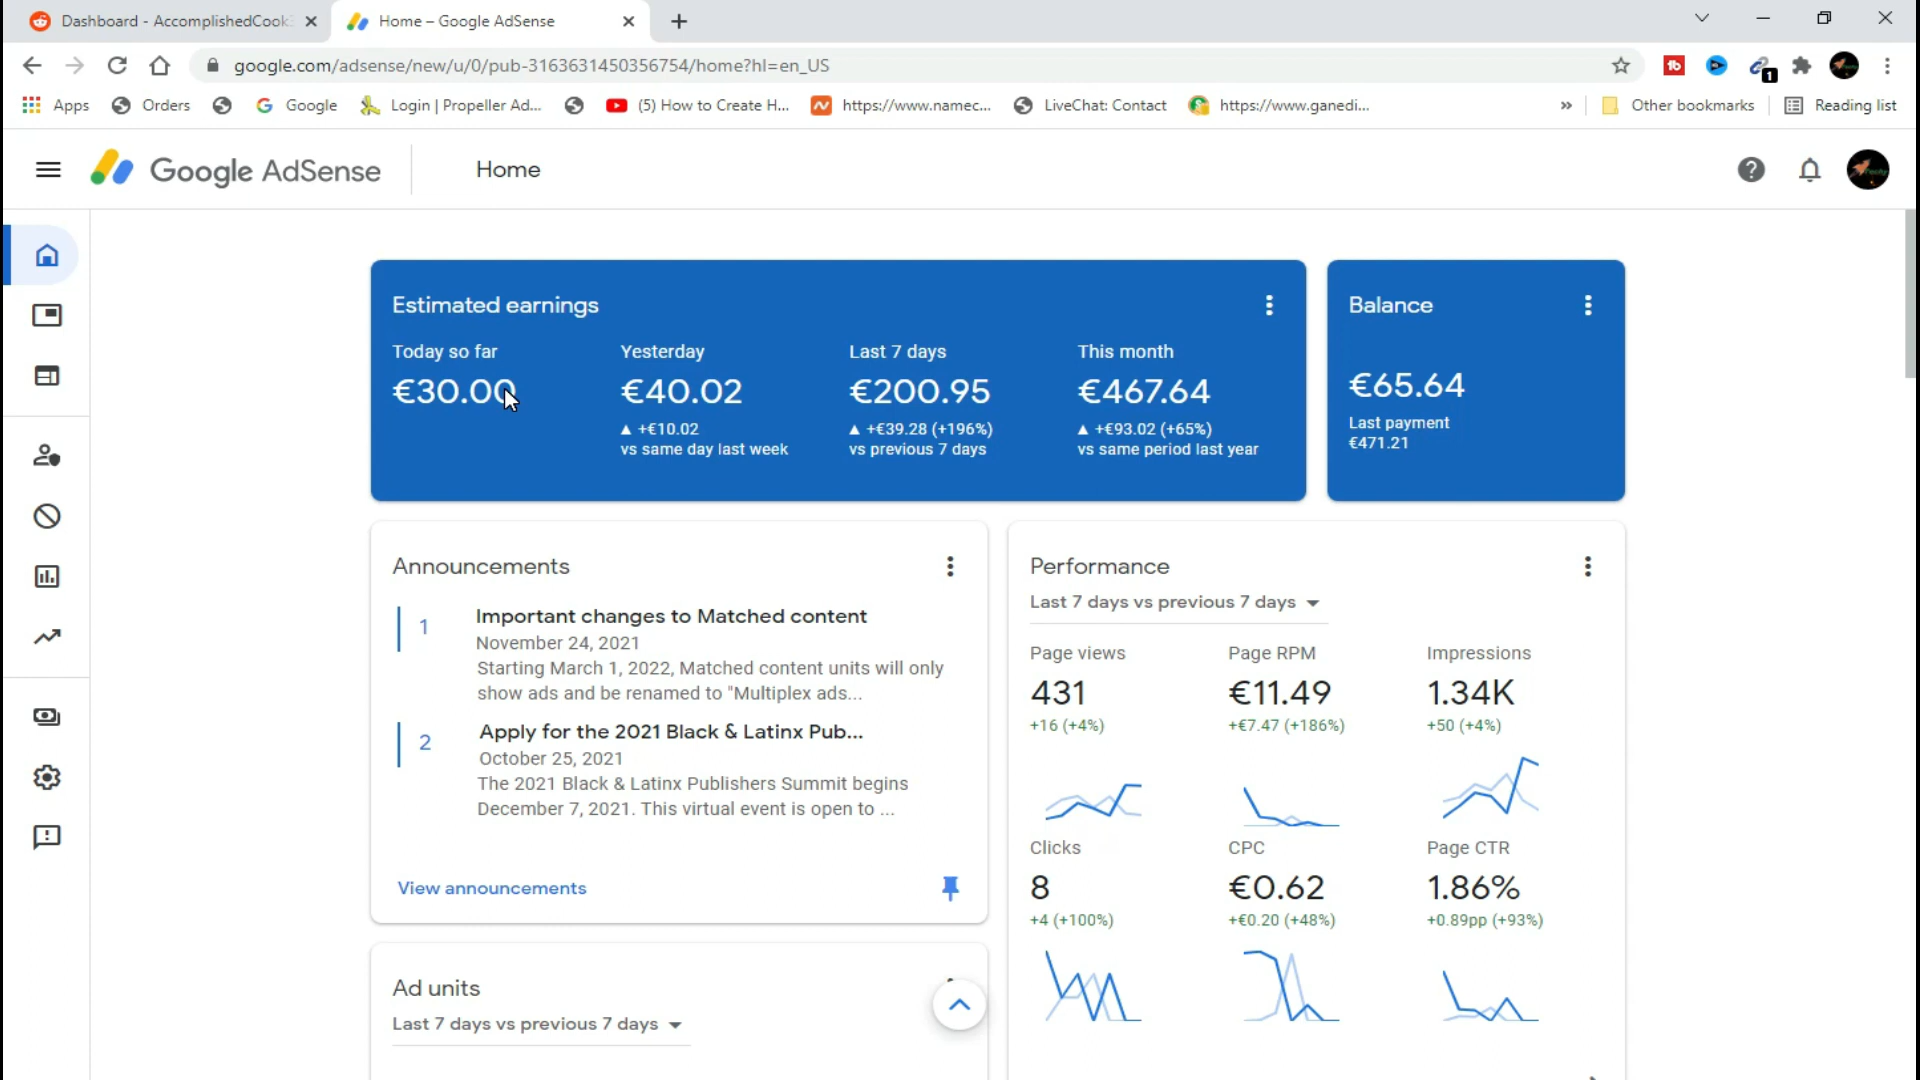 Dashboard - AccomplishedCook
Home – Google AdSense
google.com/adsense/new/u/0/pub-3163631450356754/home?hl=en_US
1
Apps
Orders
Google
Login | Propeller Ad...
(5) How to Create H...
https://www.namec...
LiveChat: Contact
https://www.ganedi...
»
Other bookmarks
Reading list
Google AdSense
Home
Estimated earnings
Today so far
€30.00
Yesterday
€40.02
▲ +€10.02
vs same day last week
Last 7 days
€200.95
▲ +€39.28 (+196%)
vs previous 7 days
This month
€467.64
▲ +€93.02 (+65%)
vs same period last year
Balance
€65.64
Last payment
€471.21
Announcements
1
Important changes to Matched content
November 24, 2021
Starting March 1, 2022, Matched content units will only
show ads and be renamed to "Multiplex ads...
2
Apply for the 2021 Black & Latinx Pub...
October 25, 2021
The 2021 Black & Latinx Publishers Summit begins
December 7, 2021. This virtual event is open to ...
View announcements
Performance
Last 7 days vs previous 7 days
Page views
431
+16 (+4%)
Page RPM
€11.49
+€7.47 (+186%)
Impressions
1.34K
+50 (+4%)
Clicks
8
+4 (+100%)
CPC
€0.62
+€0.20 (+48%)
Page CTR
1.86%
+0.89pp (+93%)
Ad units
Last 7 days vs previous 7 days